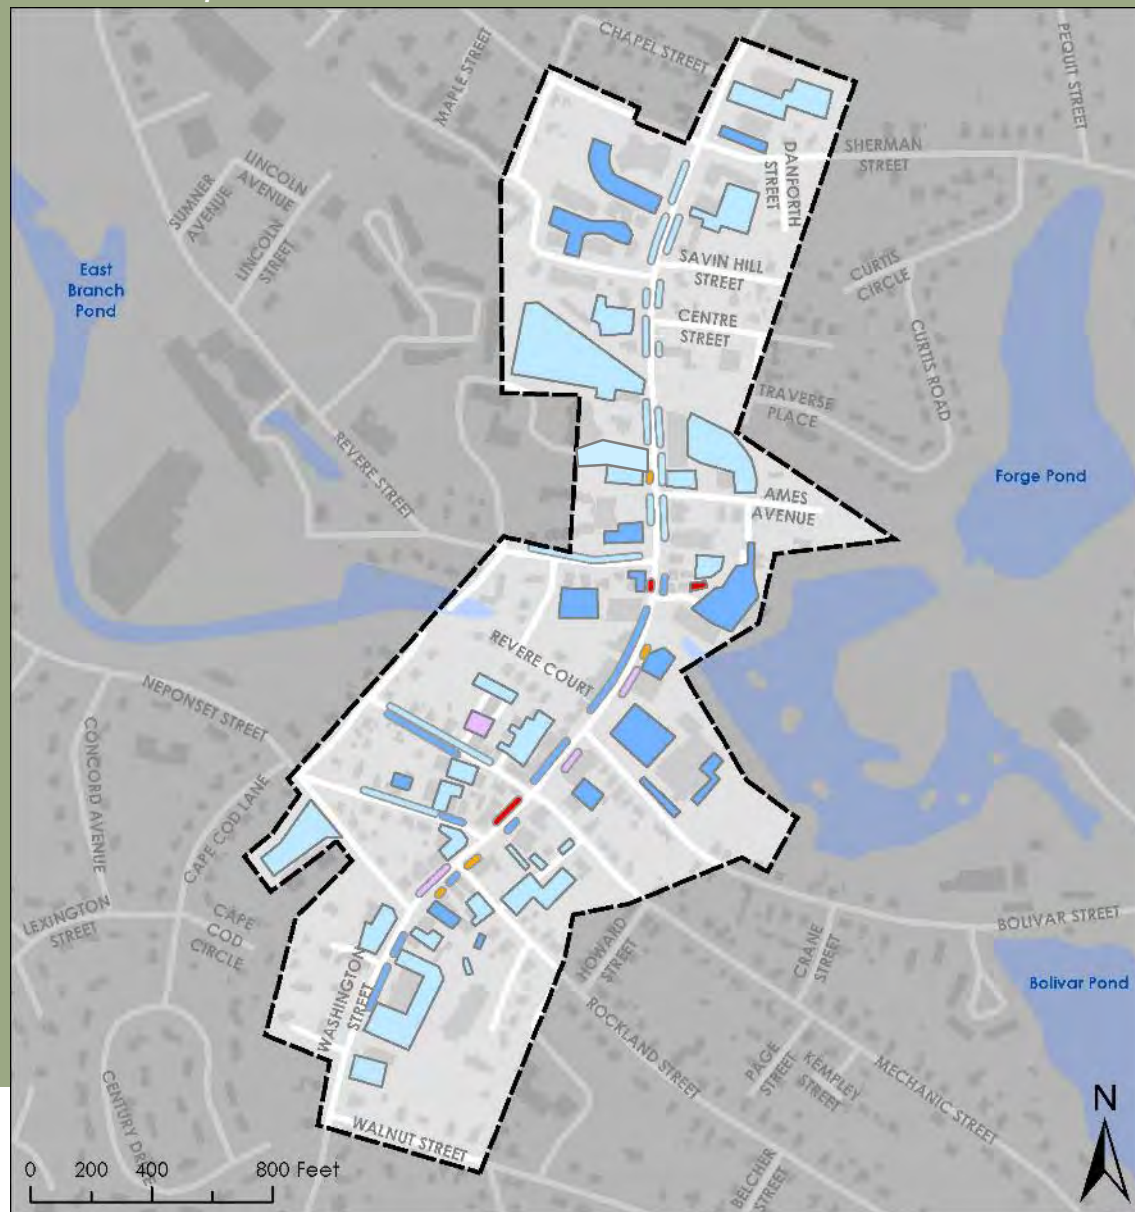 CHAPEL STREET
MAPLE STREET
PEQUIT STREET
SHERMAN
STREET
DANFORTH
STREET
LINCOLN
AVENUE
SUMNER
AVENUE
LINCOLN
STREET
SAVIN HILL
STREET
CURTIS
CIRCLE
East
Branch
Pond
CENTRE
STREET
CURTIS ROAD
TRAVERSE
PLACE
REVERE STREET
Forge Pond
AMES
AVENUE
REVERE COURT
NEPONSET STREET
CONCORD AVENUE
CAPE COD LANE
LEXINGTON
STREET
CAPE
COD
CIRCLE
HOWARD
STREET
CRANE
STREET
BOLIVAR STREET
Bolivar Pond
WASHINGTON
STREET
ROCKLAND STREET
PAGE
STREET
KEMPLEY
STREET
MECHANIC STREET
CENTURY DRIVE
WALNUT STREET
BELCHER
STREET
N
0 200 400 800 Feet